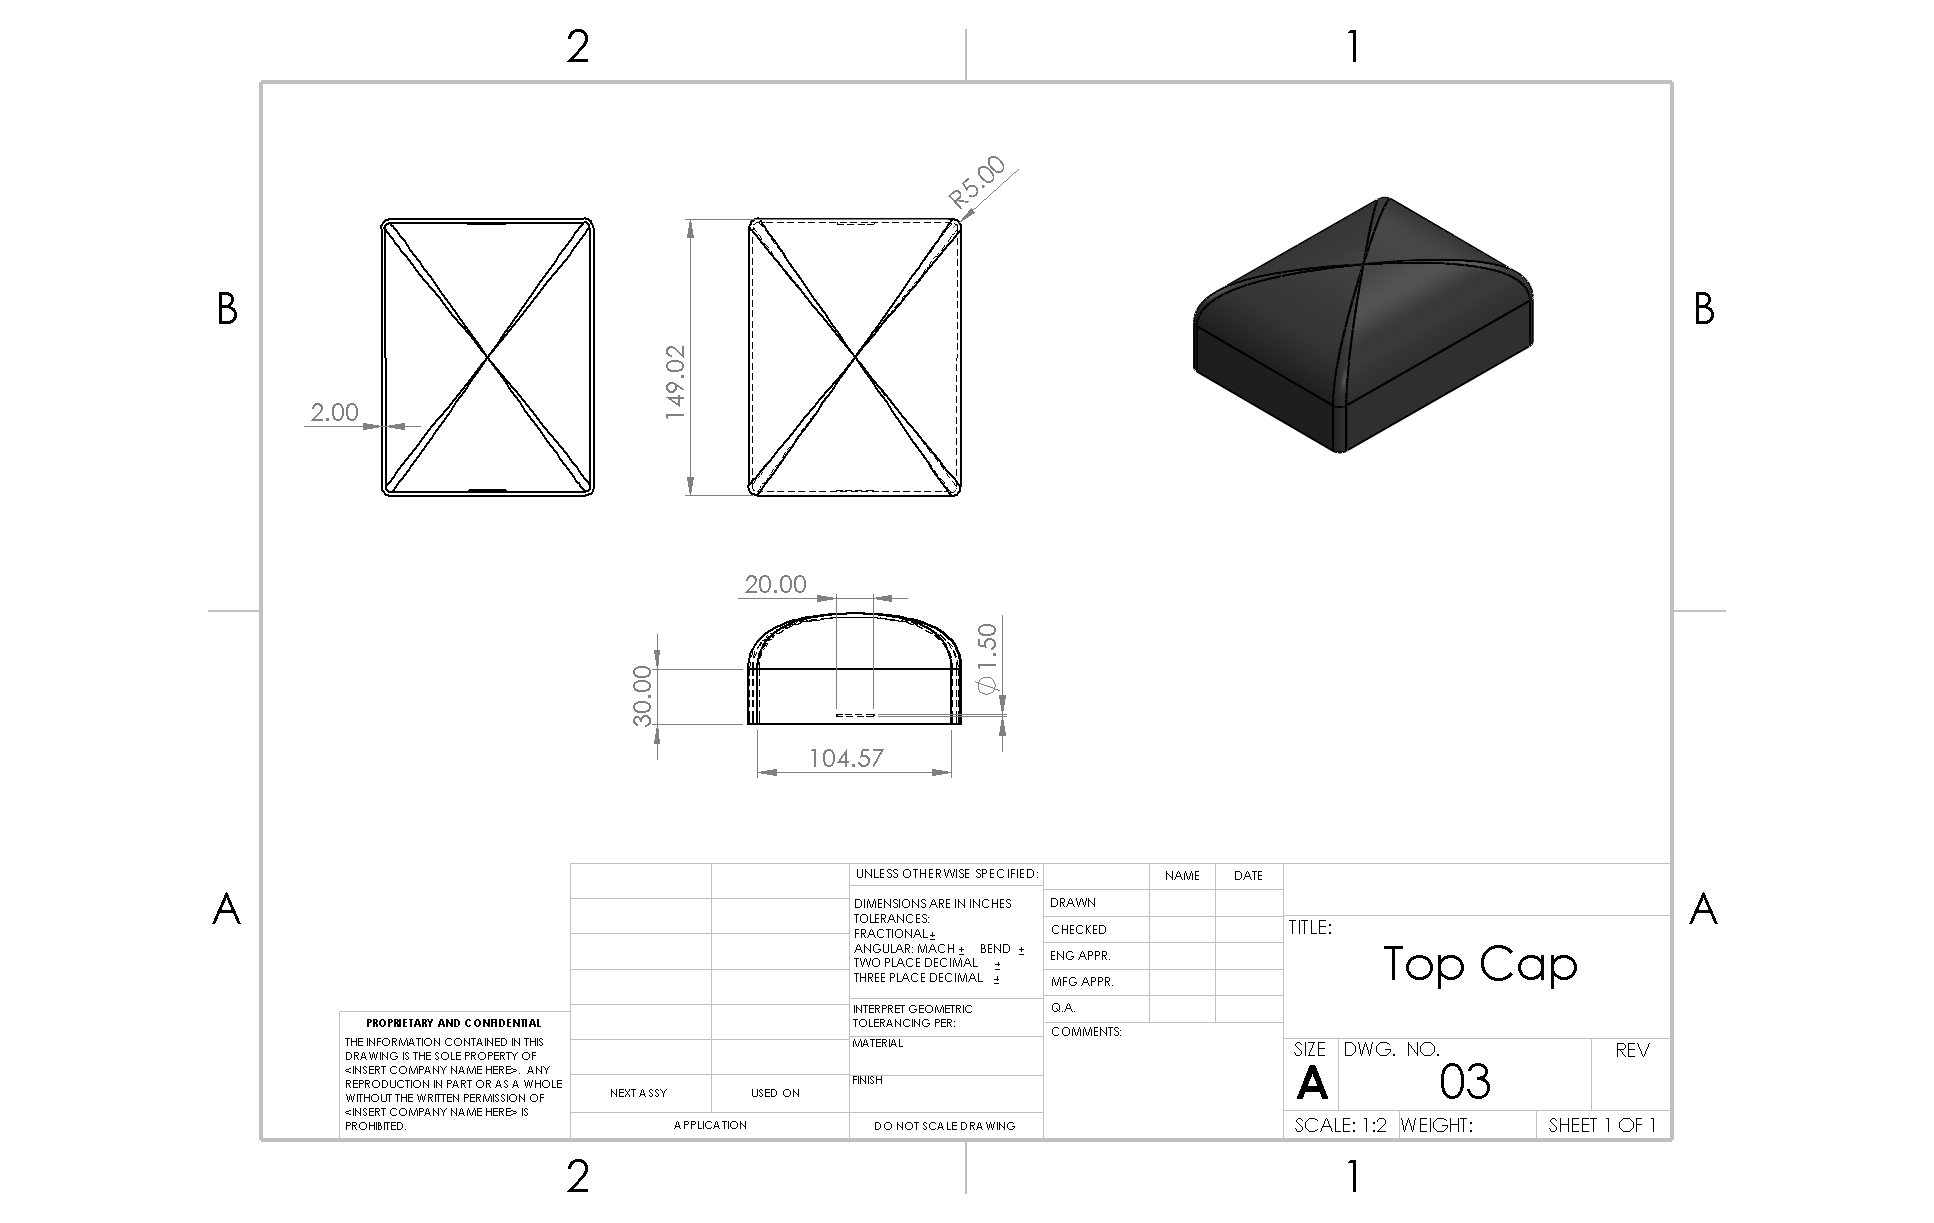 2
1
B
B
R5.00
149.02
2.00
20.00
∅1.50
30.00
104.57
A
A
UNLESS OTHERWISE SPECIFIED:
NAME
DATE
DIMENSIONS ARE IN INCHES
TOLERANCES:
FRACTIONAL ±
ANGULAR: MACH ± BEND ±
TWO PLACE DECIMAL ±
THREE PLACE DECIMAL ±
DRAWN
CHECKED
ENG APPR.
MFG APPR.
Q.A.
COMMENTS:
INTERPRET GEOMETRIC
TOLERANCING PER:
MATERIAL
FINISH
DO NOT SCALE DRAWING
NEXT ASSY
USED ON
APPLICATION
PROPRIETARY AND CONFIDENTIAL
THE INFORMATION CONTAINED IN THIS
DRAWING IS THE SOLE PROPERTY OF
<INSERT COMPANY NAME HERE>. ANY
REPRODUCTION IN PART OR AS A WHOLE
WITHOUT THE WRITTEN PERMISSION OF
<INSERT COMPANY NAME HERE> IS
PROHIBITED.
TITLE:
Top Cap
SIZE
DWG. NO.
REV
A
03
SCALE: 1:2
WEIGHT:
SHEET 1 OF 1
2
1